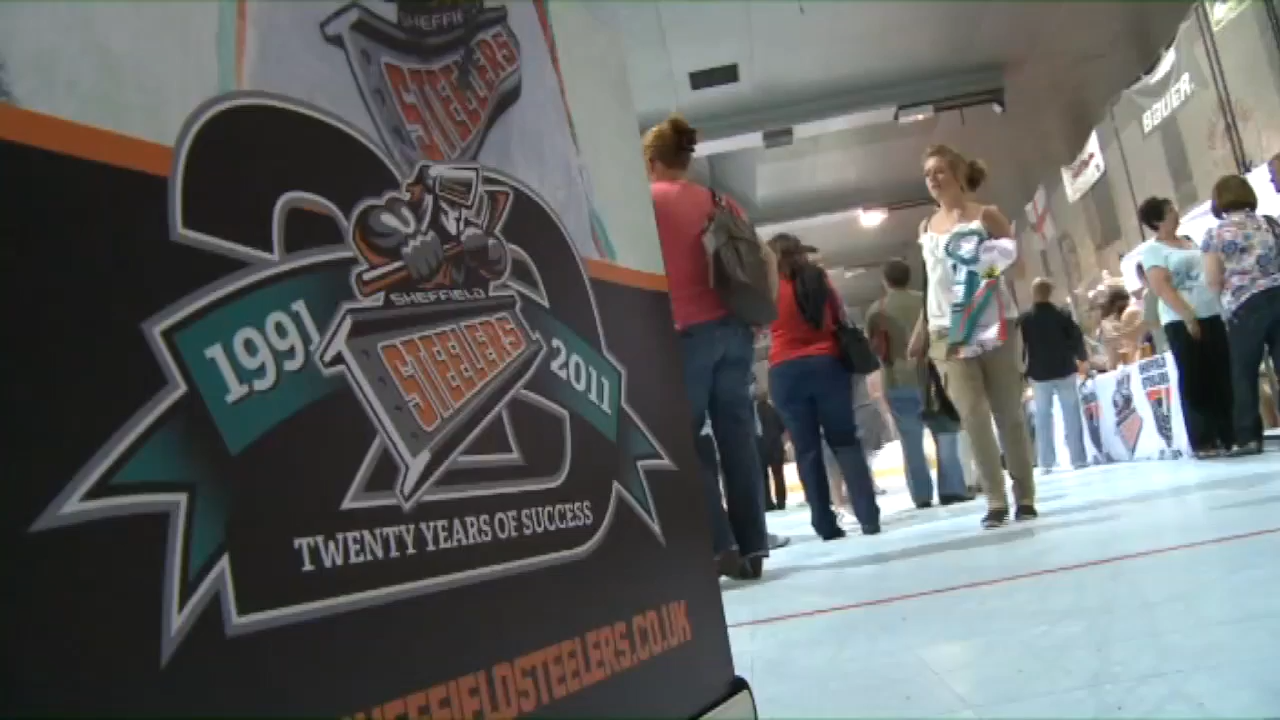 SHEFFIELD
STEELERS
SHEFFIELD
STEELERS
1991
2011
TWENTY YEARS OF SUCCESS
SHEFFIELDSTEELERS.CO.UK
BAUER